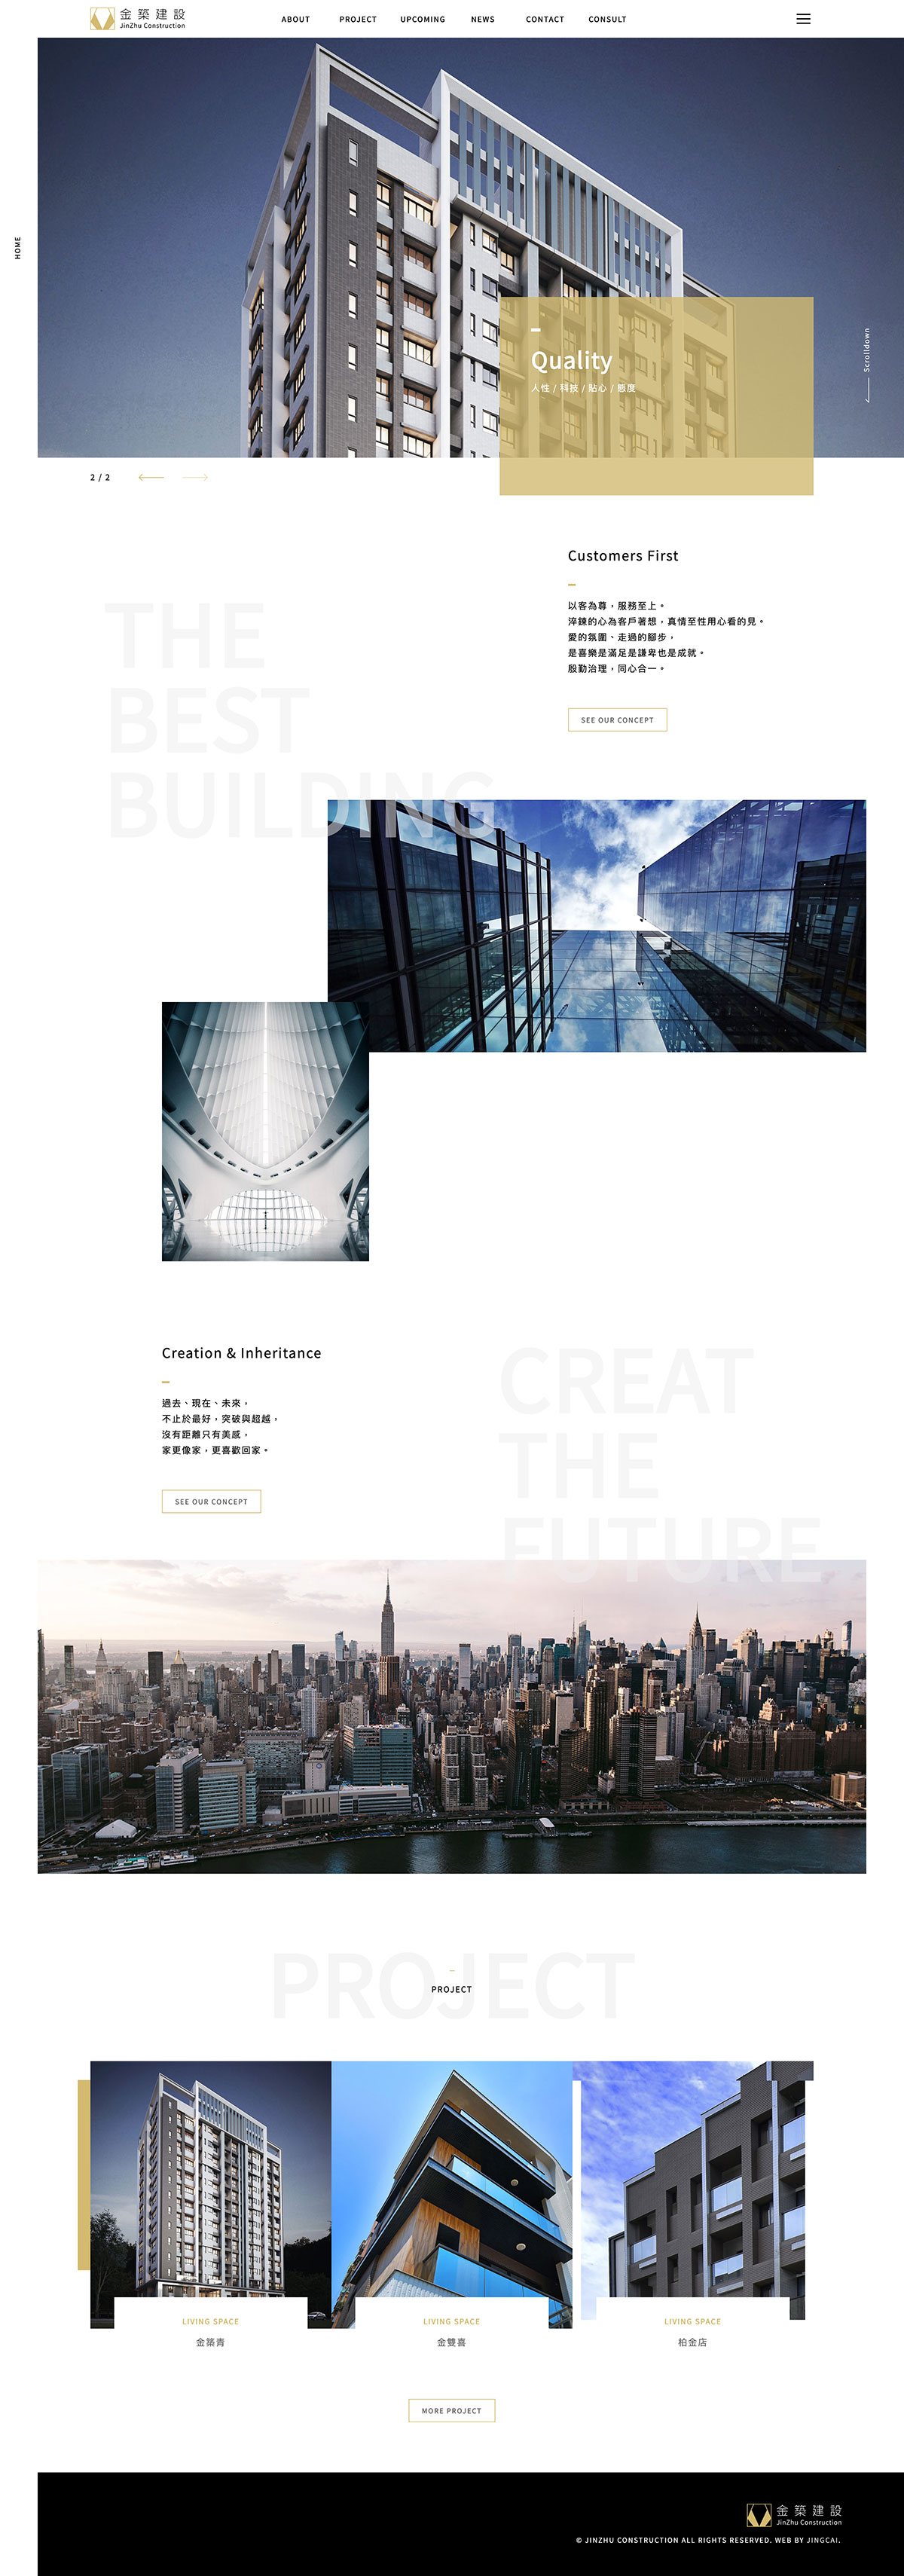 金築建設
JinZhu Construction
ABOUT PROJECT UPCOMING NEWS CONTACT CONSULT
HOME
Quality
人性 / 科技 / 貼心 / 態度
Scrolldown
2 / 2
Customers First
以客為尊，服務至上。
淬鍊的心為客戶著想，真情至性用心看的見。
愛的氛圍、走過的腳步，
是喜樂是滿足是謙卑也是成就。
殷勤治理，同心合一。
SEE OUR CONCEPT
THE
BEST
BUILDING
Creation & Inheritance
過去、現在、未來，
不止於最好，突破與超越，
沒有距離只有美感，
家更像家，更喜歡回家。
SEE OUR CONCEPT
CREAT
THE
FUTURE
PROJECT
PROJECT
LIVING SPACE
金築青
LIVING SPACE
金雙喜
LIVING SPACE
柏金店
MORE PROJECT
金築建設
JinZhu Construction
© JINZHU CONSTRUCTION ALL RIGHTS RESERVED. WEB BY JINGCAI.